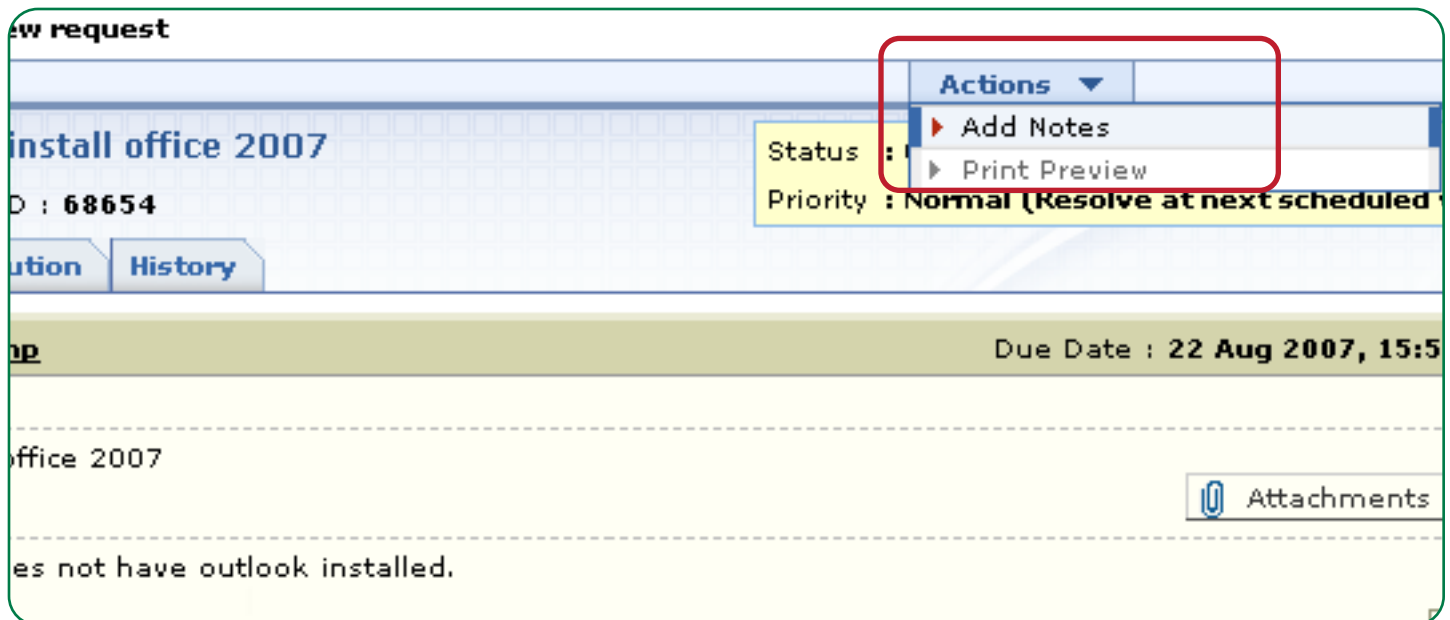 ew request
Actions
Add Notes
Print Preview
install office 2007
Status :
D : 68654
Priority : Normal (Resolve at next scheduled
ution History
mp
Due Date : 22 Aug 2007, 15:5
office 2007
Attachments
es not have outlook installed.